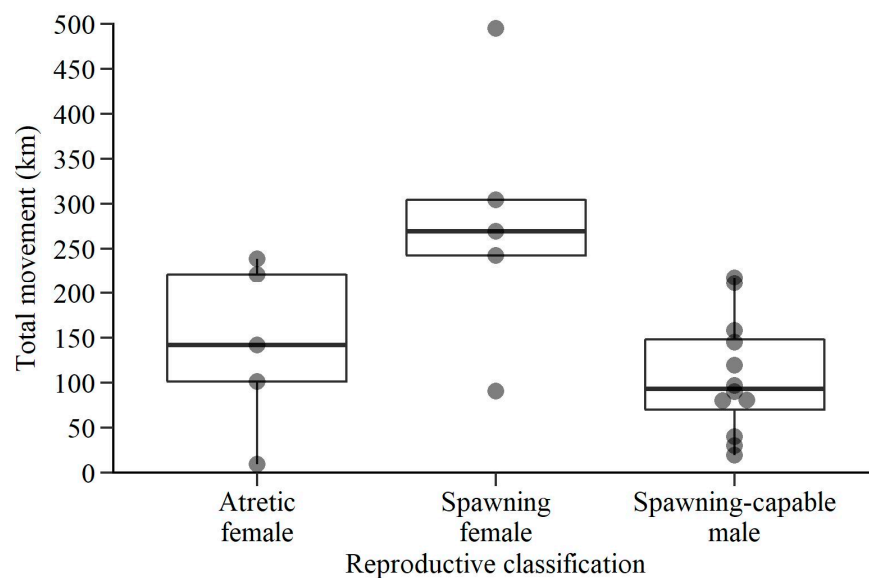 Total movement (km)
500
450
400
350
300
250
200
150
100
50
0
Atretic
female
Spawning
female
Spawning-capable
male
Reproductive classification